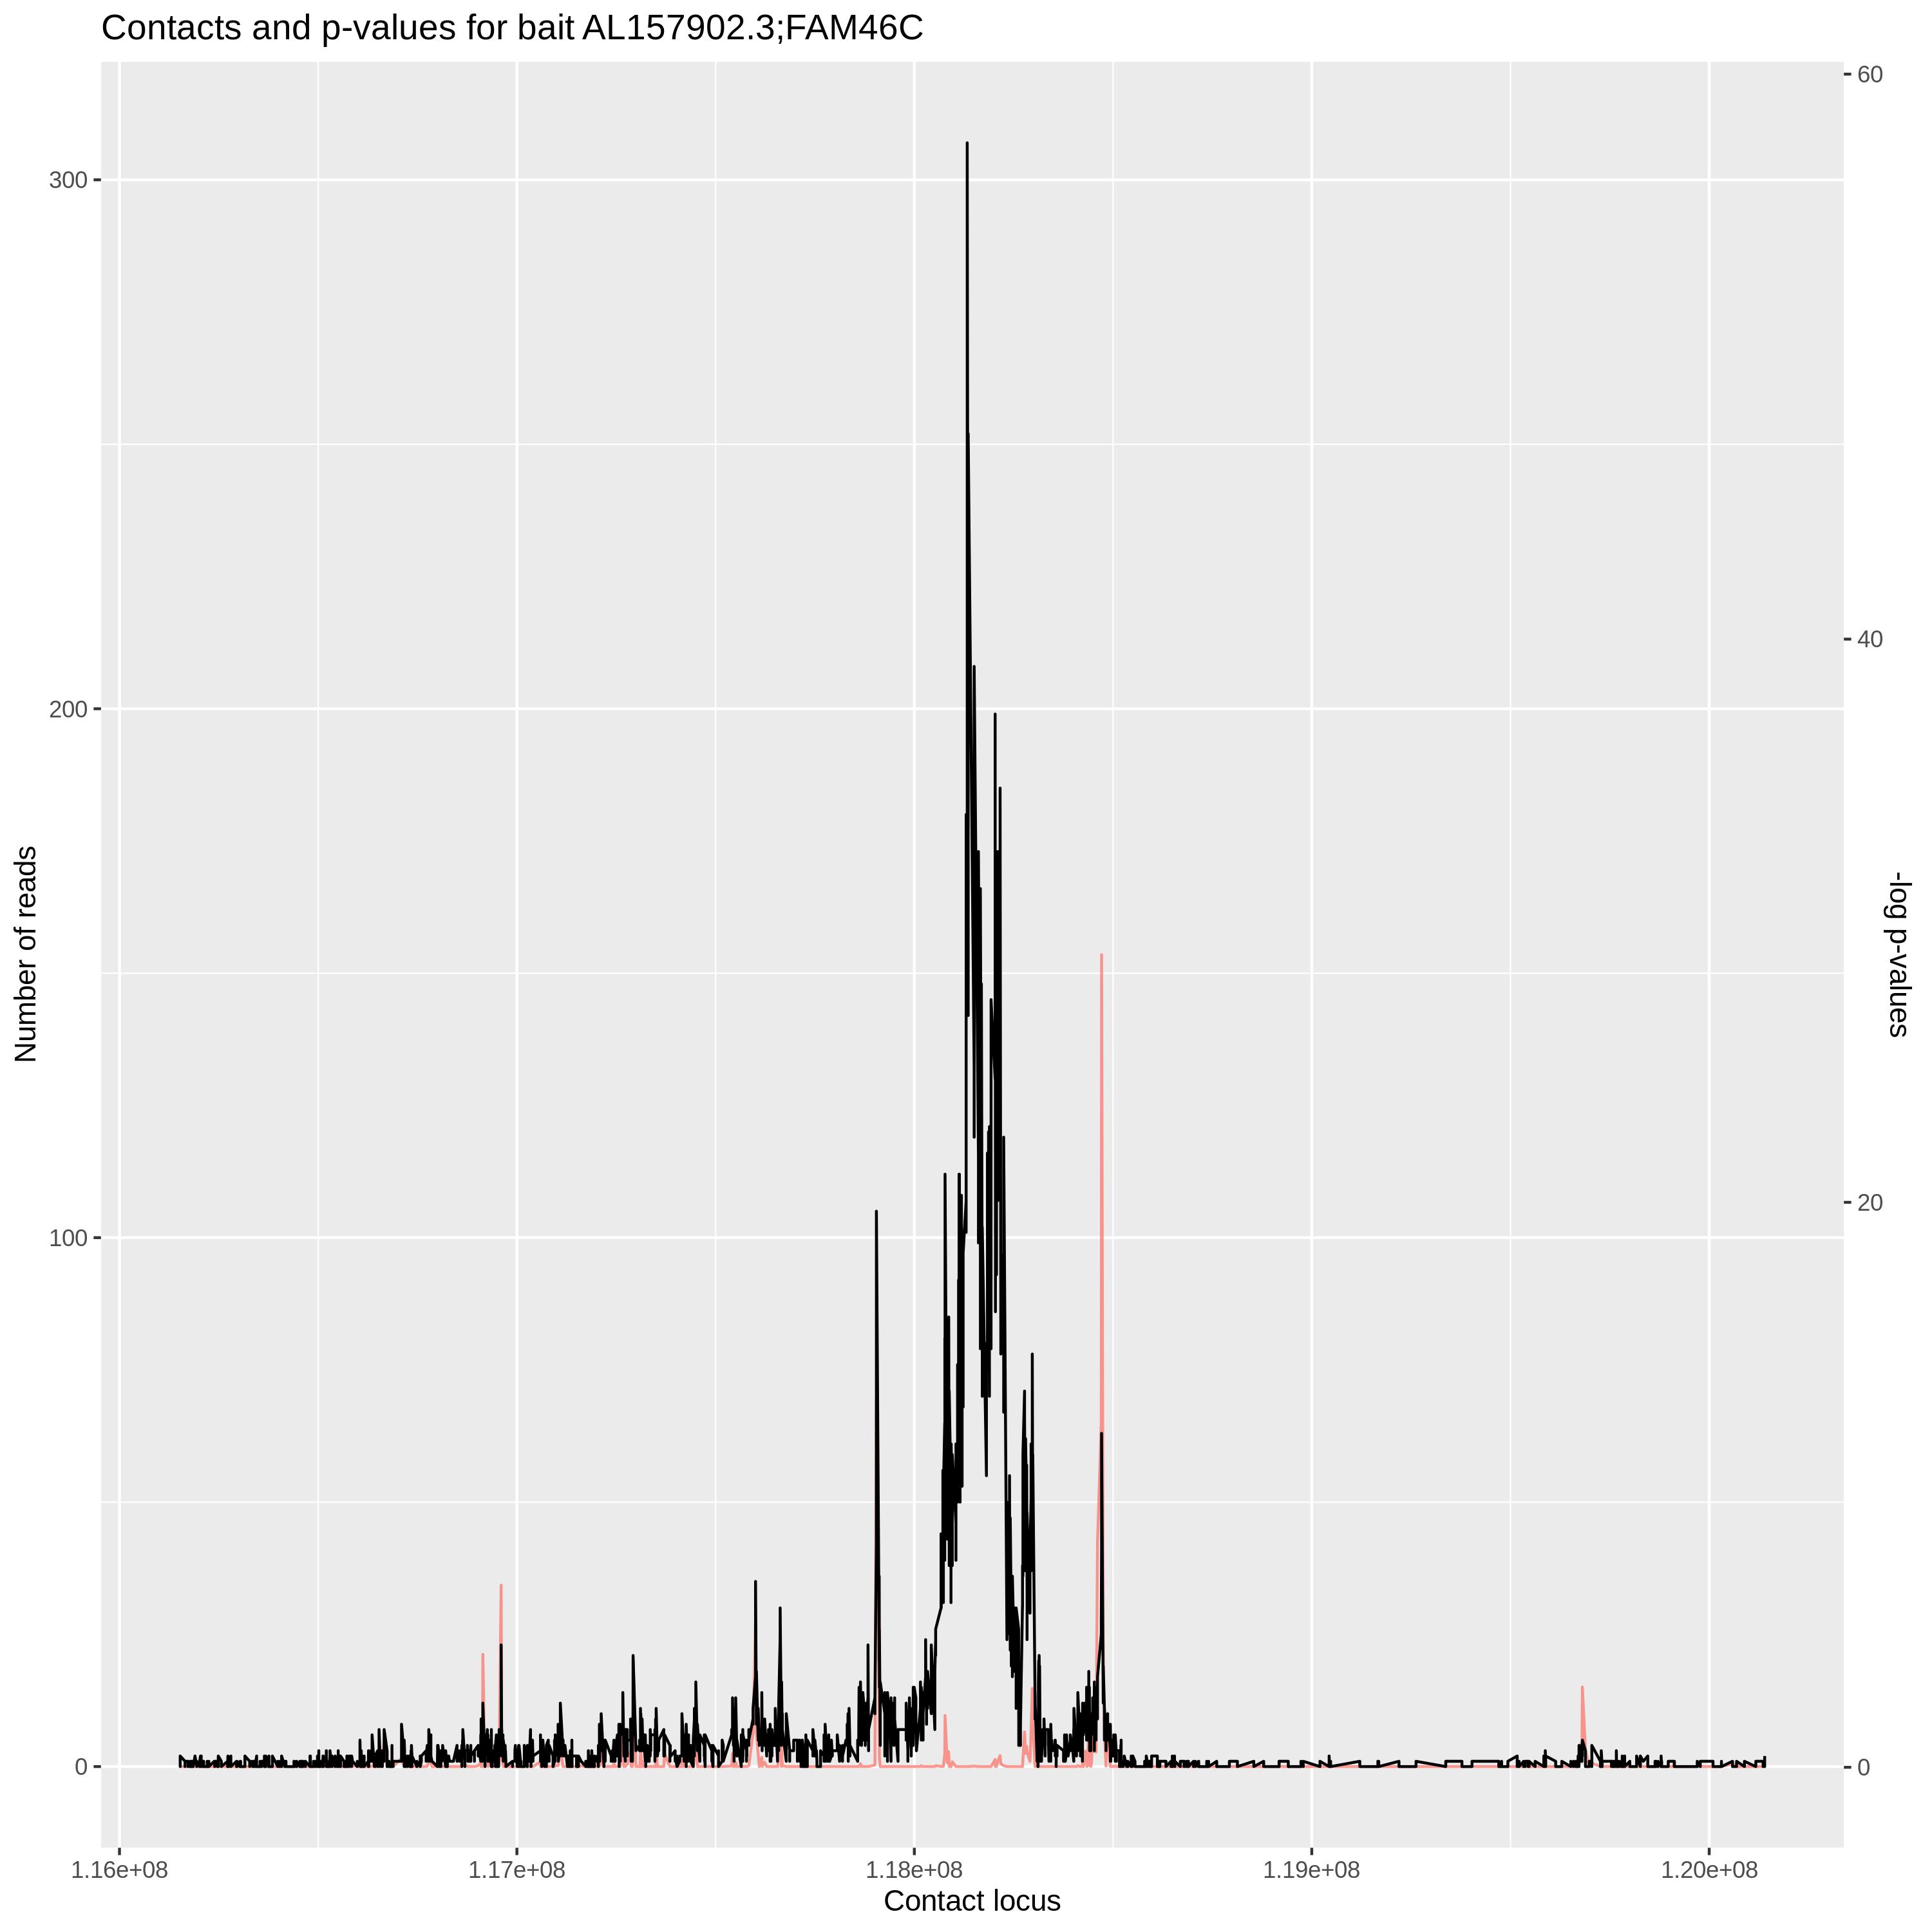 Contacts and p-values for bait AL157902.3;FAM46C
60
300
40
200
Number of reads
-log p-values
20
100
0
0
1.16e+08
1.17e+08
1.18e+08
1.19e+08
1.20e+08
Contact locus